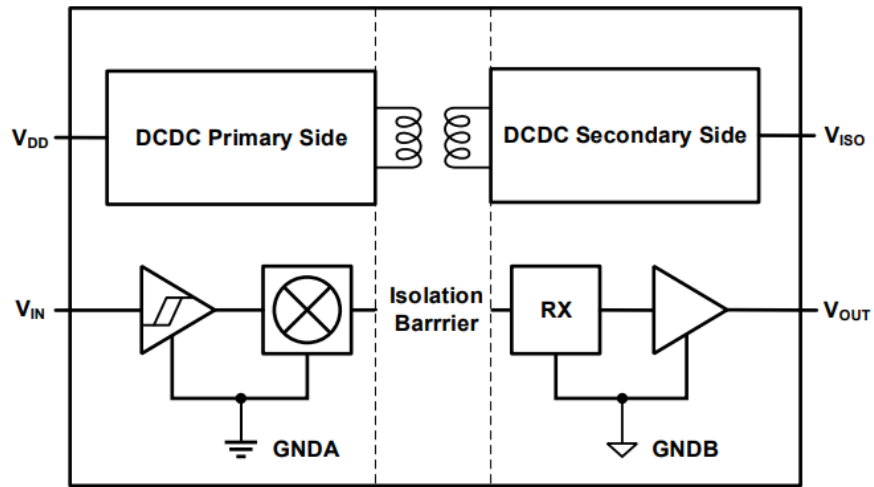 DCDC Primary Side
DCDC Secondary Side
VDD
VISO
VIN
Isolation
Barrrier
RX
VOUT
GNDA
GNDB